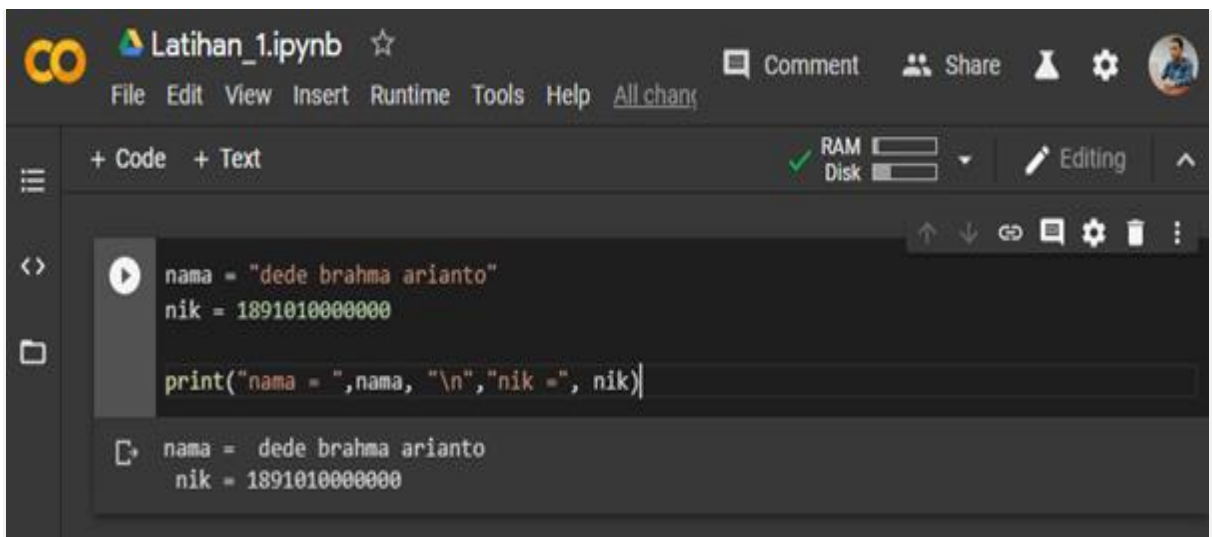 Latihan_1.ipynb
Comment
Share
File Edit View Insert Runtime Tools Help All chang
+ Code + Text
RAM
Disk
Editing
nama = "dede brahma arianto"
nik = 1891010000000
print("nama = ",nama, "\n","nik =", nik)
nama =  dede brahma arianto
 nik = 1891010000000